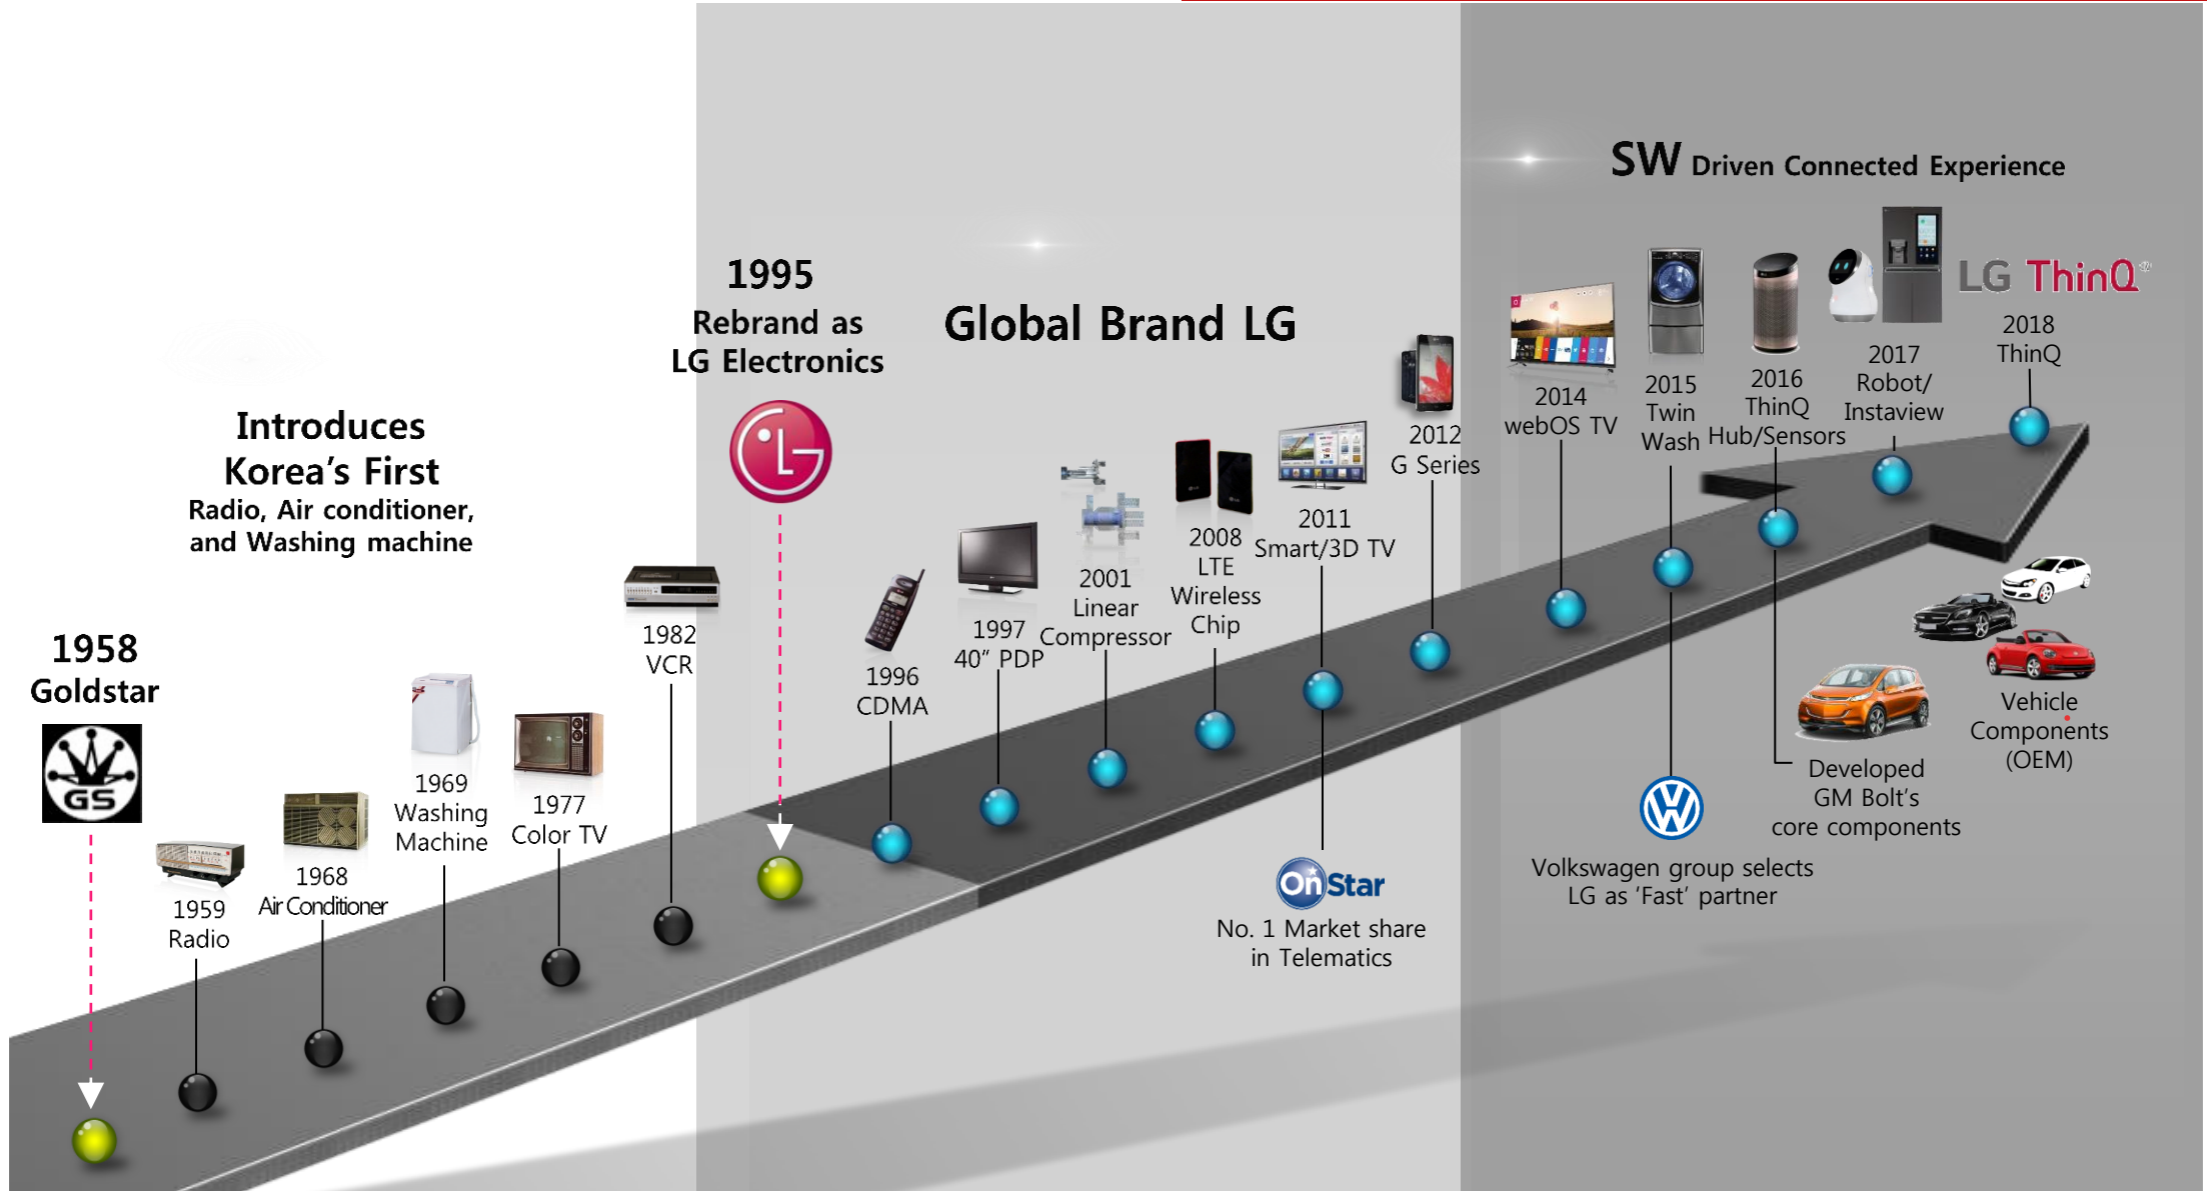 1958
Goldstar
GS
Introduces
Korea's First
Radio, Air conditioner,
and Washing machine
1959
Radio
1968
Air Conditioner
1969
Washing
Machine
1977
Color TV
1982
VCR
1995
Rebrand as
LG Electronics
LG
Global Brand LG
1996
CDMA
1997
40” PDP
2001
Linear
Compressor
2008
LTE
Wireless
Chip
2011
Smart/3D TV
OnStar
No. 1 Market share
in Telematics
2012
G Series
SW Driven Connected Experience
2014
webOS TV
2015
Twin
Wash
VW
Volkswagen group selects
LG as ‘Fast’ partner
2016
ThinQ
Hub/Sensors
Developed
GM Bolt’s
core components
2017
Robot/
Instaview
LG ThinQ
2018
ThinQ
Vehicle
Components
(OEM)